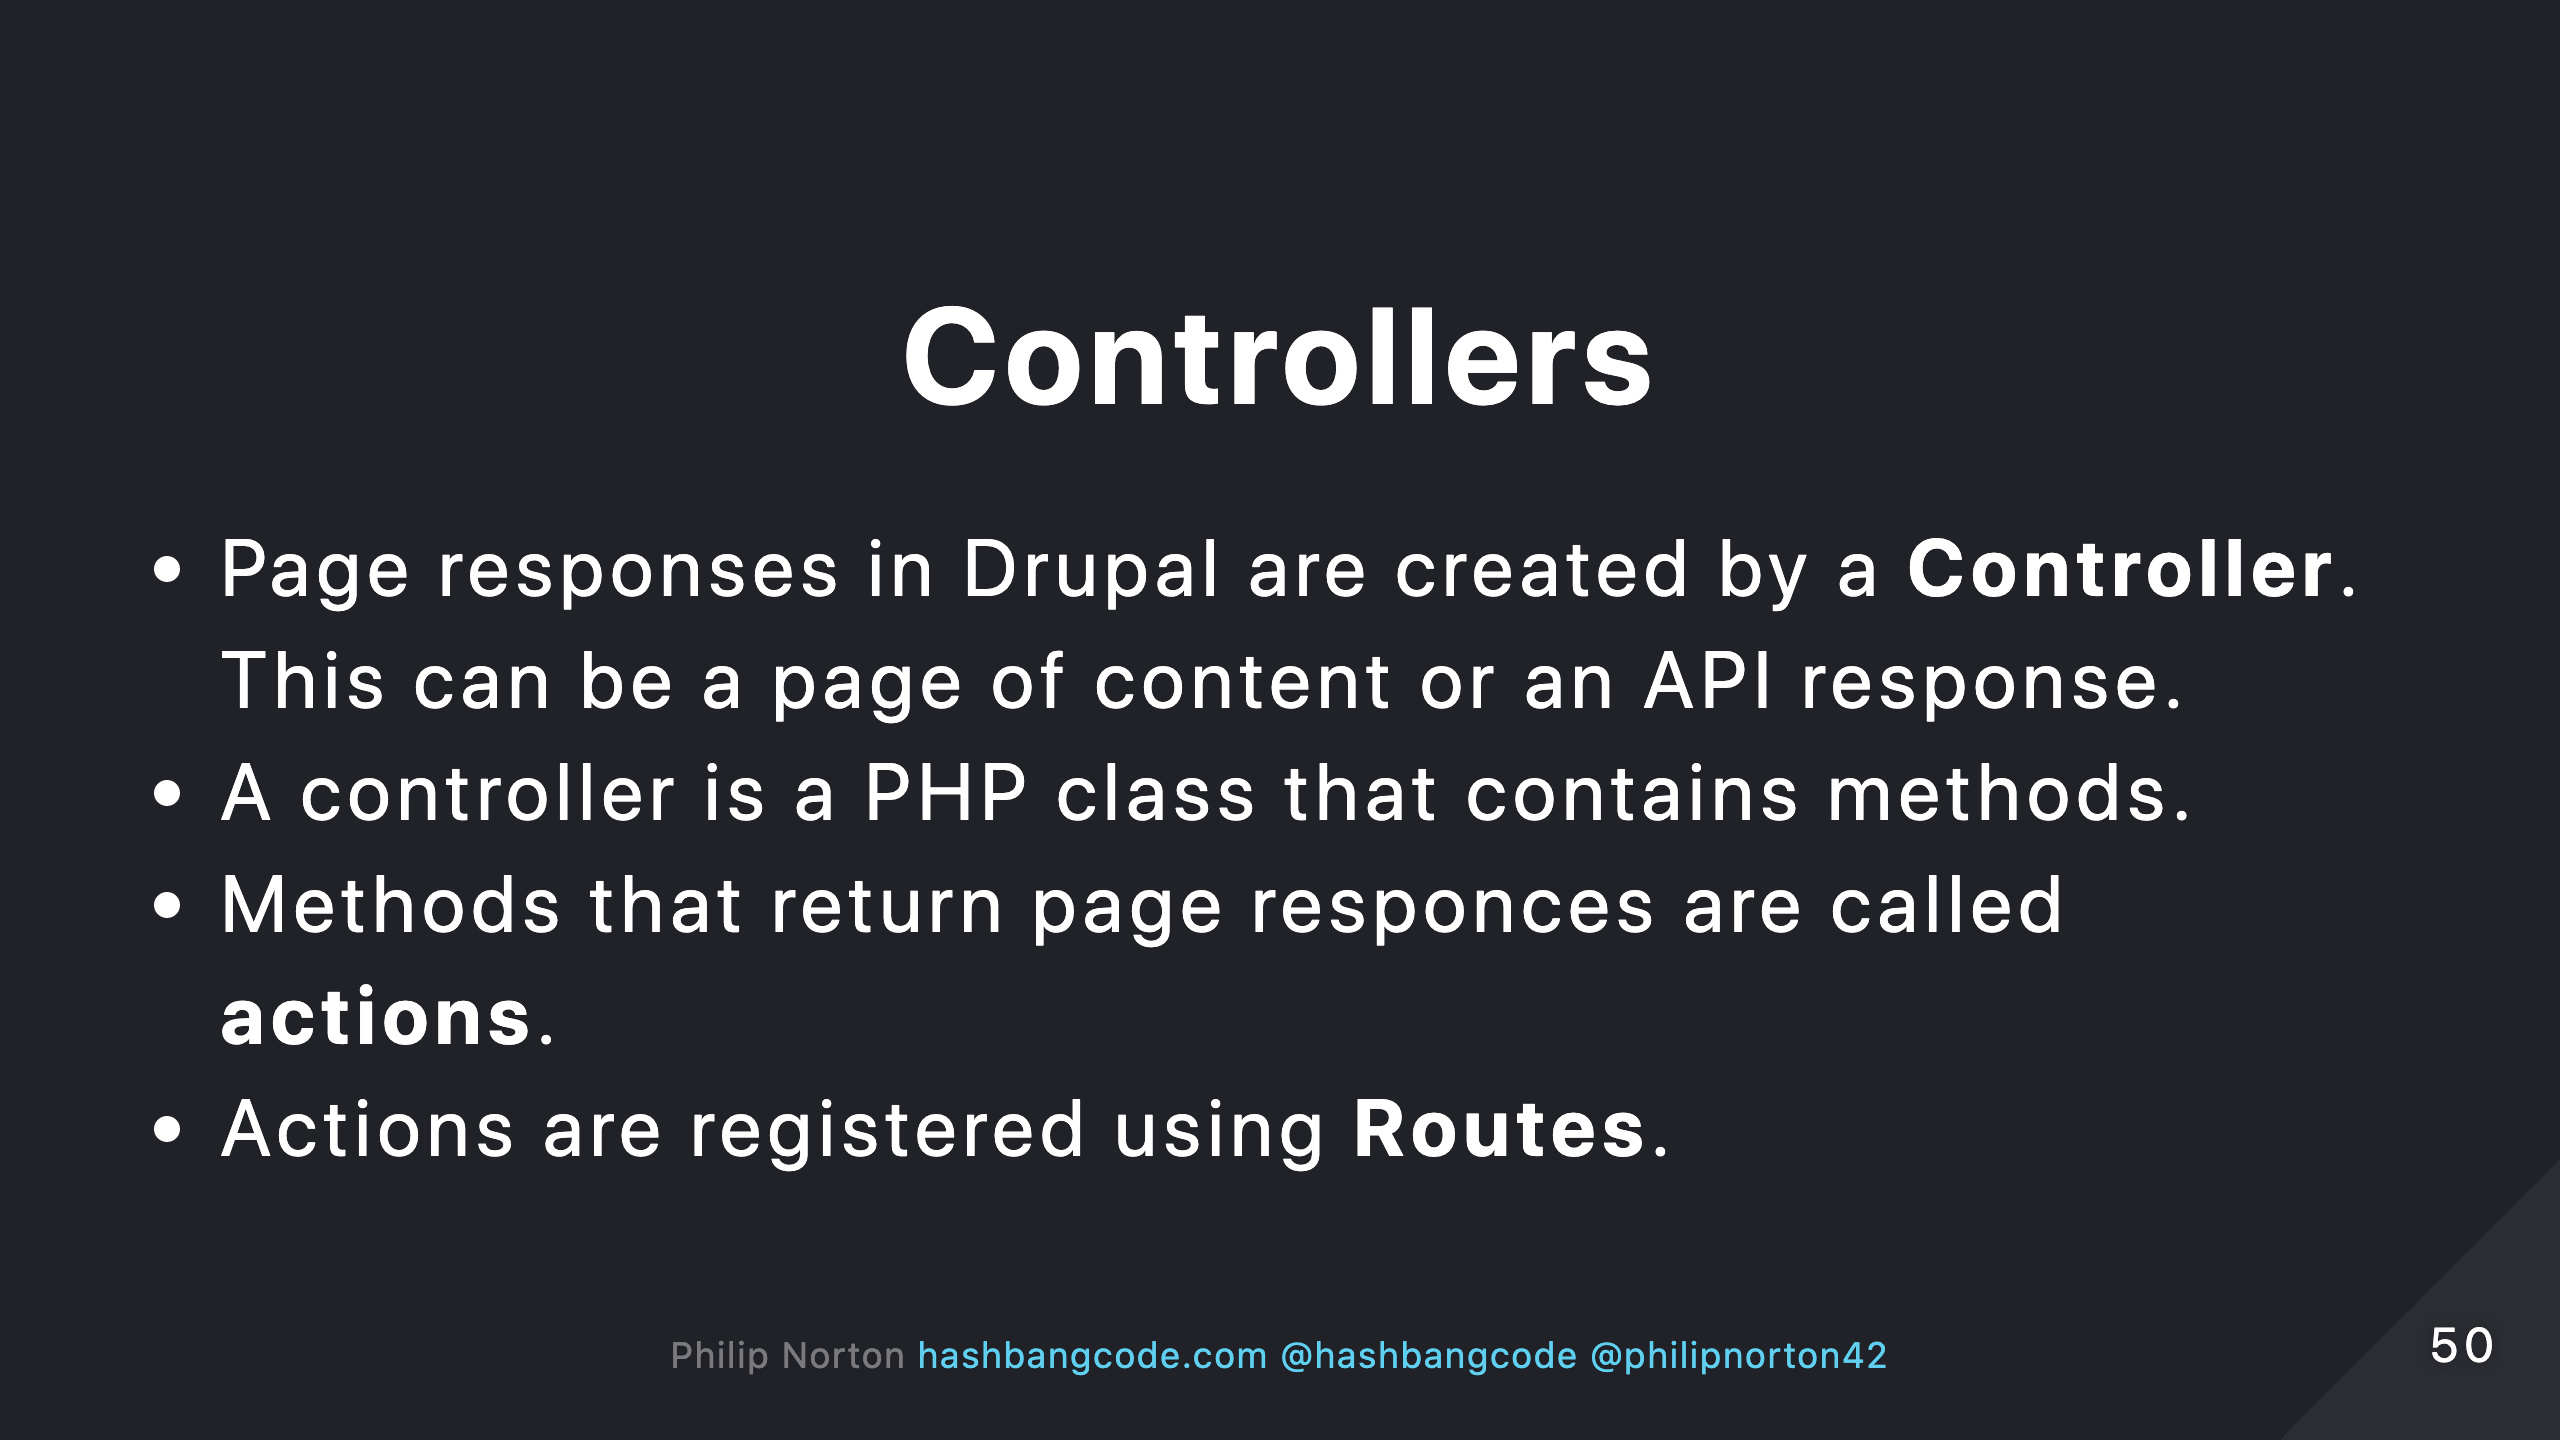 Controllers
• Page responses in Drupal are created by a Controller.
This can be a page of content or an API response.
• A controller is a PHP class that contains methods.
• Methods that return page responces are called
actions.
• Actions are registered using Routes.
Philip Norton hashbangcode.com @hashbangcode @philipnorton42
50